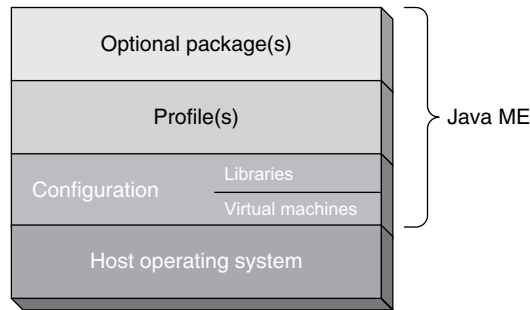 Optional package(s)
Profile(s)
Java ME
Configuration
Libraries
Virtual machines
Host operating system